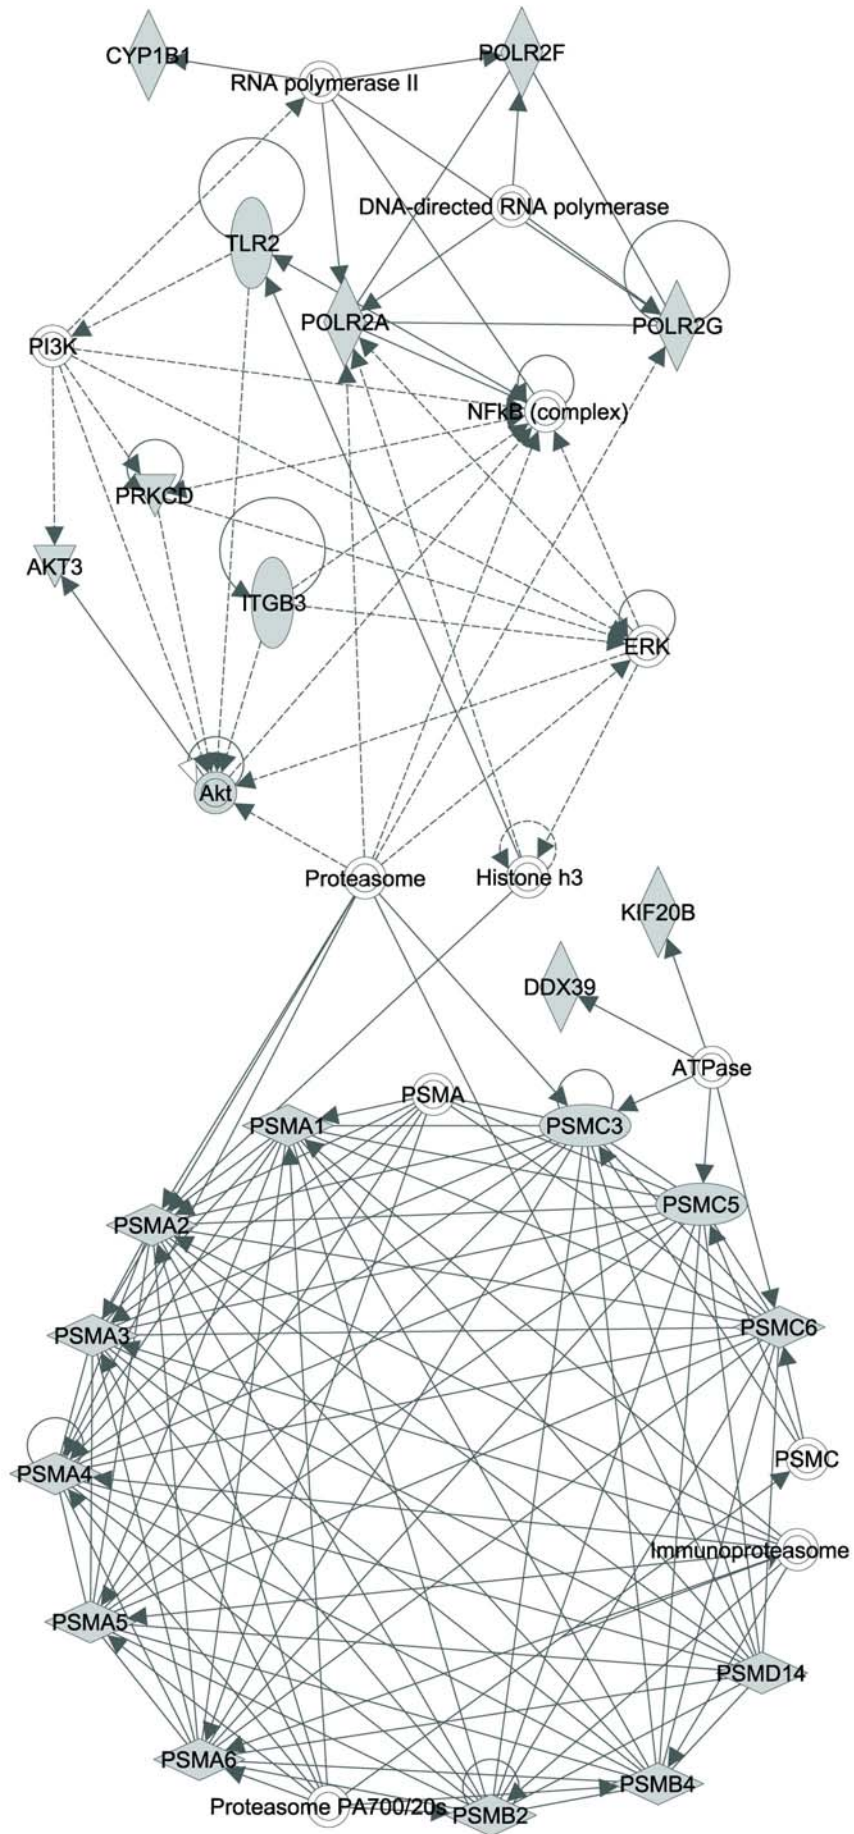 CYP1B1
POLR2F
RNA polymerase II
DNA-directed RNA polymerase
TLR2
POLR2A
POLR2G
PI3K
NFkB (complex)
PRKCD
AKT3
ITGB3
ERK
Akt
Proteasome
Histone h3
KIF20B
DDX39
ATPase
PSMA
PSMA1
PSMC3
PSMC5
PSMA2
PSMC6
PSMA3
PSMC
PSMA4
Immunoproteasome
PSMA5
PSMD14
PSMA6
PSMB4
Proteasome PA700/20s
PSMB2